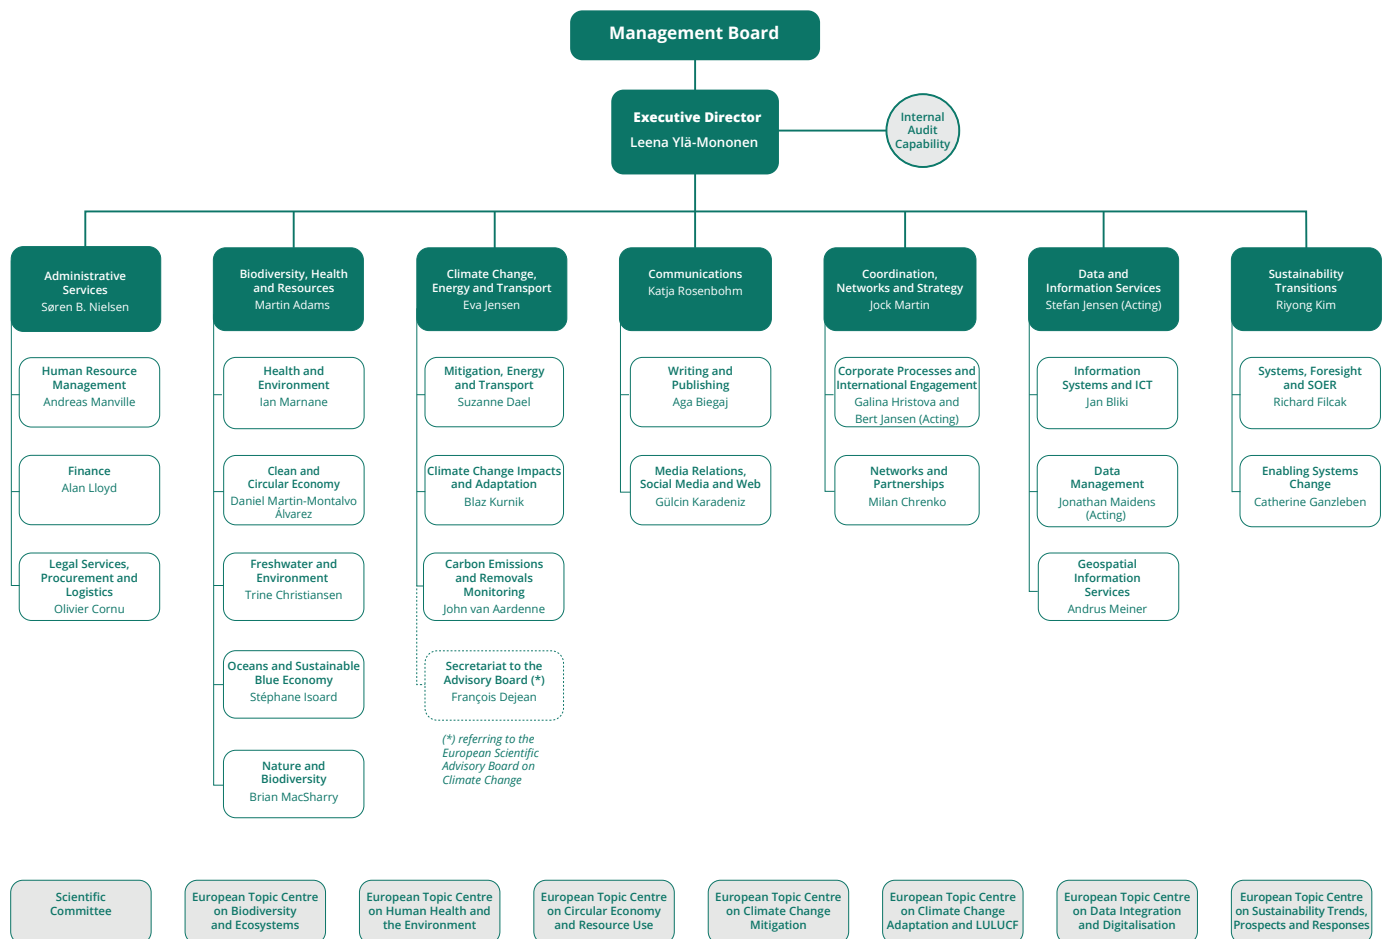 Management Board
Executive Director
Leena Ylä-Mononen
Internal
Audit
Capability
Administrative
Services
Søren B. Nielsen
Human Resource
Management
Andreas Manville
Finance
Alan Lloyd
Legal Services,
Procurement and
Logistics
Olivier Cornu
Biodiversity, Health
and Resources
Martin Adams
Health and
Environment
Ian Marnane
Clean and
Circular Economy
Daniel Martin-Montalvo
Álvarez
Freshwater and
Environment
Trine Christiansen
Oceans and Sustainable
Blue Economy
Stéphane Isoard
Nature and
Biodiversity
Brian MacSharry
Climate Change,
Energy and Transport
Eva Jensen
Mitigation, Energy
and Transport
Suzanne Dael
Climate Change Impacts
and Adaptation
Blaz Kurnik
Carbon Emissions
and Removals
Monitoring
John van Aardenne
Secretariat to the
Advisory Board (*)
François Dejean
(*) referring to the
European Scientific
Advisory Board on
Climate Change
Communications
Katja Rosenbohm
Writing and
Publishing
Aga Biegaj
Media Relations,
Social Media and Web
Gülcin Karadeniz
Coordination,
Networks and Strategy
Jock Martin
Corporate Processes and
International Engagement
Galina Hristova and
Bert Jansen (Acting)
Networks and
Partnerships
Milan Chrenko
Data and
Information Services
Stefan Jensen (Acting)
Information
Systems and ICT
Jan Bliki
Data
Management
Jonathan Maidens
(Acting)
Geospatial
Information
Services
Andrus Meiner
Sustainability
Transitions
Riyong Kim
Systems, Foresight
and SOER
Richard Filcak
Enabling Systems
Change
Catherine Ganzleben
Scientific
Committee
European Topic Centre
on Biodiversity
and Ecosystems
European Topic Centre
on Human Health and
the Environment
European Topic Centre
on Circular Economy
and Resource Use
European Topic Centre
on Climate Change
Mitigation
European Topic Centre
on Climate Change
Adaptation and LULUCF
European Topic Centre
on Data Integration
and Digitalisation
European Topic Centre
on Sustainability Trends,
Prospects and Responses